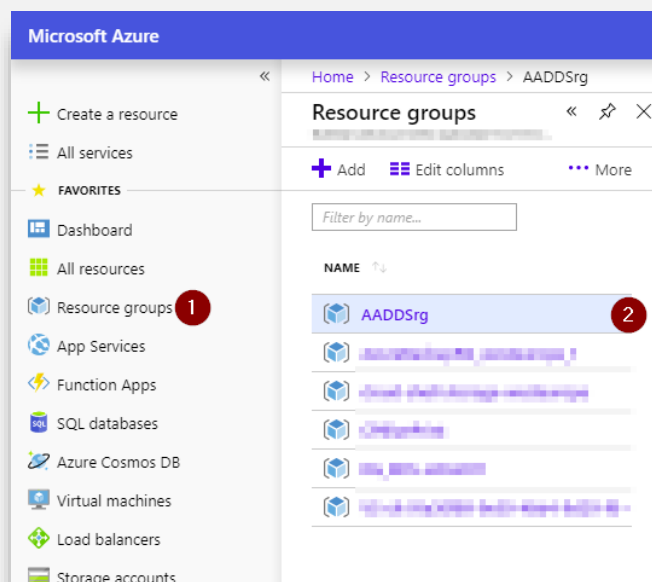 Microsoft Azure
Home > Resource groups > AADDSrg
Create a resource
All services
FAVORITES
Dashboard
All resources
Resource groups 1
App Services
Function Apps
SQL databases
Azure Cosmos DB
Virtual machines
Load balancers
Storage accounts
Resource groups
Add Edit columns ··· More
Filter by name...
NAME
AADDSrg 2